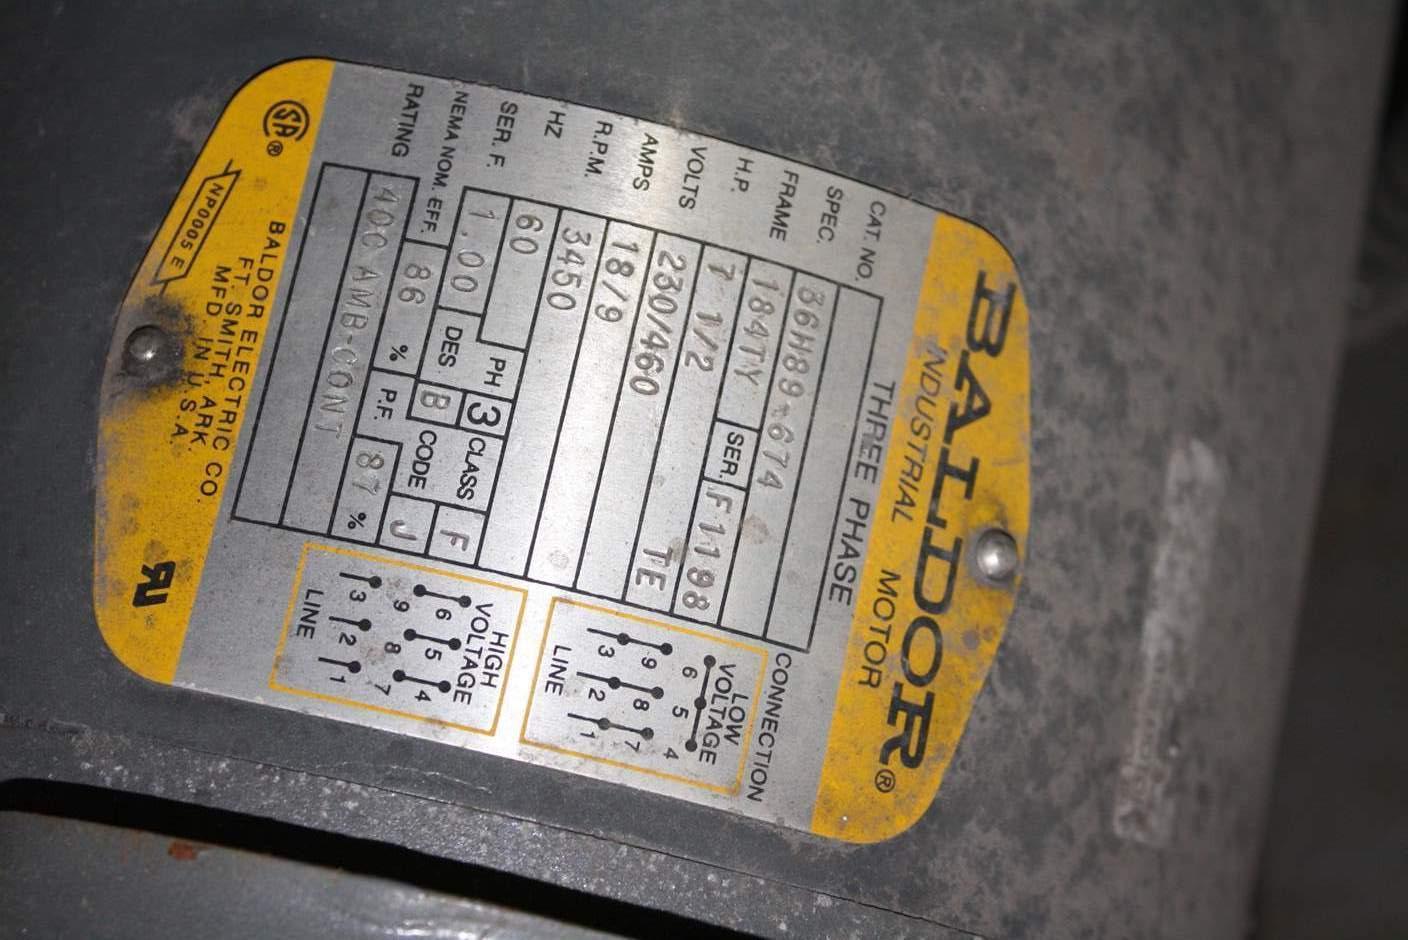 BALDOR®
INDUSTRIAL MOTOR
THREE PHASE
CAT. NO.
SPEC. 36H89-674
FRAME 184TY SER. F1198
H.P. 7 1/2 TE
VOLTS 230/460
AMPS 18/9
R.P.M. 3450
HZ 60 PH 3 CLASS F
SER. F. 1.00 DES B CODE J
NEMA NOM. EFF. 86 % P.F. 87 %
RATING 40C AMB-CONT
CONNECTION
LOW VOLTAGE
6 5 4
9 8 7
3 2 1
LINE
HIGH VOLTAGE
6 5 4
9 8 7
3 2 1
LINE
SA®
NP0005E
BALDOR ELECTRIC CO.
FT. SMITH, ARK.
MFD. IN U.S.A.